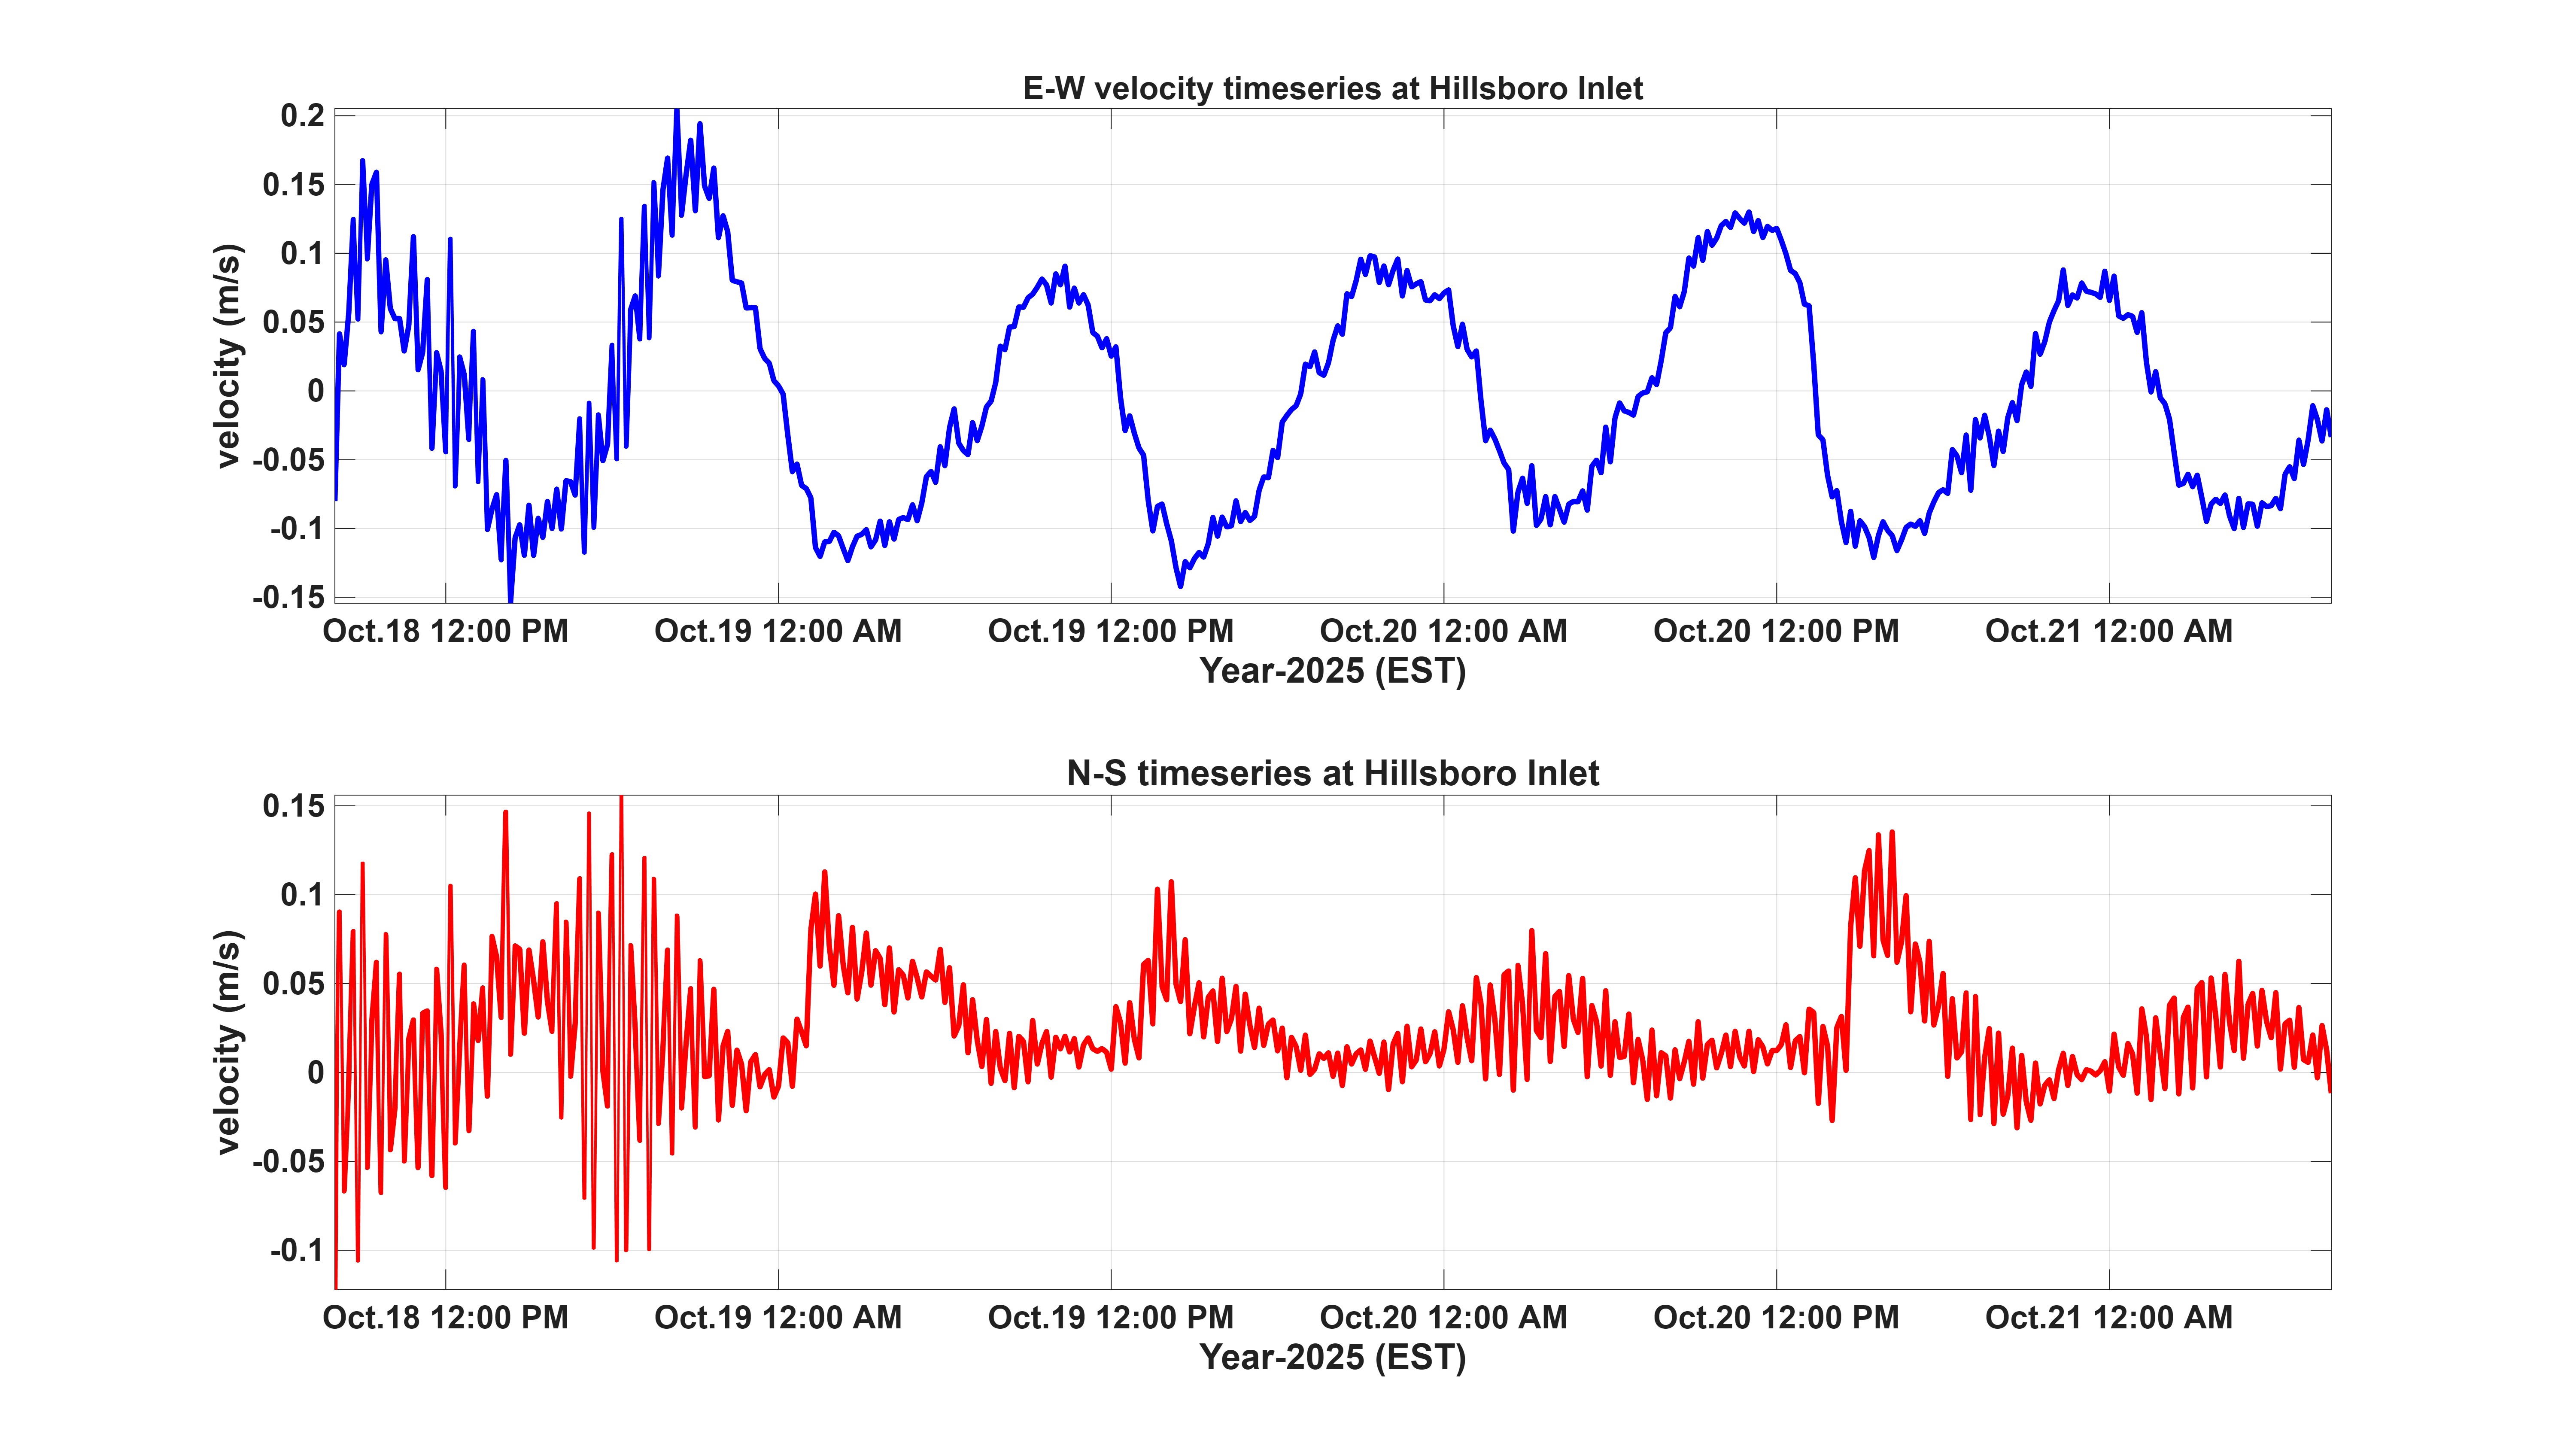 E-W velocity timeseries at Hillsboro Inlet
0.2
0.15
0.1
0.05
0
-0.05
-0.1
-0.15
velocity (m/s)
Oct.18 12:00 PM
Oct.19 12:00 AM
Oct.19 12:00 PM
Oct.20 12:00 AM
Oct.20 12:00 PM
Oct.21 12:00 AM
Year-2025 (EST)
N-S timeseries at Hillsboro Inlet
0.15
0.1
0.05
0
-0.05
-0.1
velocity (m/s)
Oct.18 12:00 PM
Oct.19 12:00 AM
Oct.19 12:00 PM
Oct.20 12:00 AM
Oct.20 12:00 PM
Oct.21 12:00 AM
Year-2025 (EST)